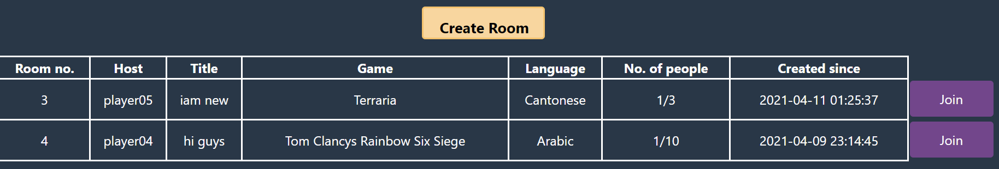 Create Room
Room no. Host Title Game Language No. of people Created since
3 player05 iam new Terraria Cantonese 1/3 2021-04-11 01:25:37 Join
4 player04 hi guys Tom Clancys Rainbow Six Siege Arabic 1/10 2021-04-09 23:14:45 Join